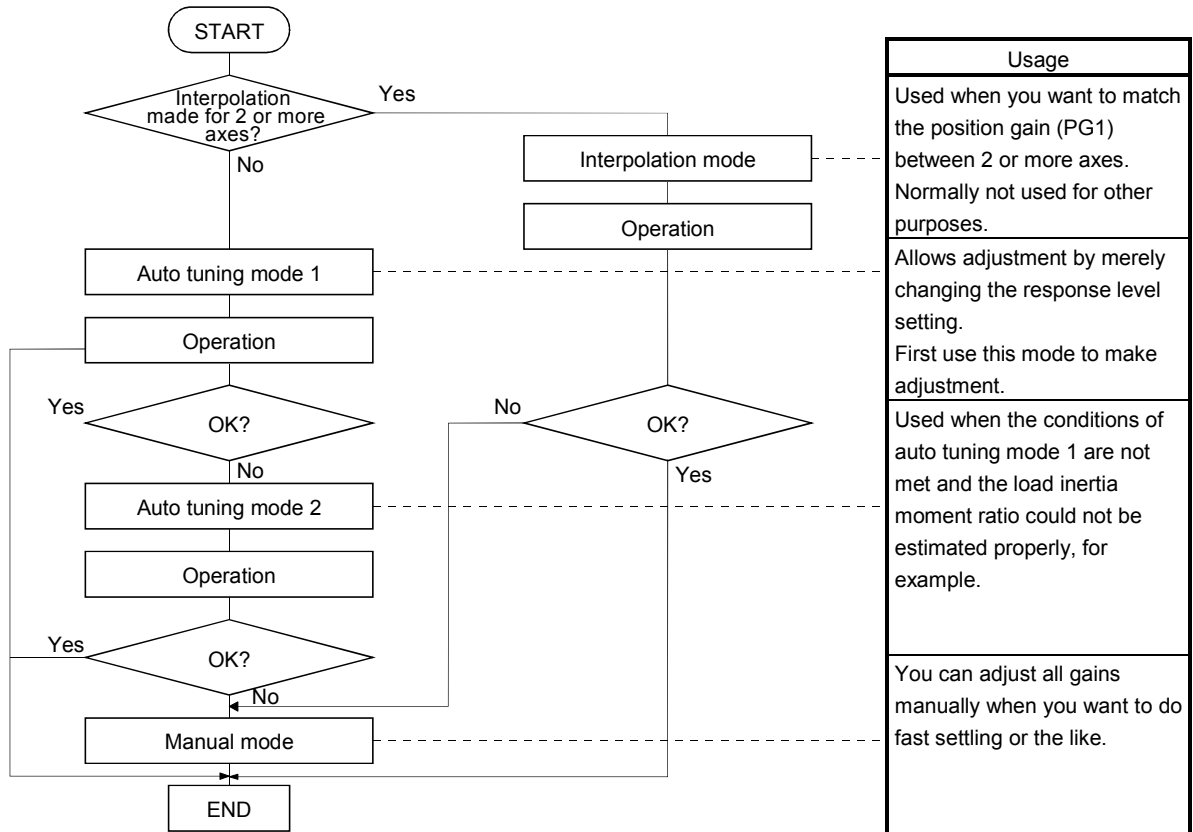 START
Interpolation
made for 2 or more
axes?
Yes
No
Interpolation mode
Operation
Auto tuning mode 1
Operation
Yes
OK?
No
No
OK?
Yes
Auto tuning mode 2
Operation
Yes
OK?
No
Manual mode
END
Usage
Used when you want to match
the position gain (PG1)
between 2 or more axes.
Normally not used for other
purposes.
Allows adjustment by merely
changing the response level
setting.
First use this mode to make
adjustment.
Used when the conditions of
auto tuning mode 1 are not
met and the load inertia
moment ratio could not be
estimated properly, for
example.
You can adjust all gains
manually when you want to do
fast settling or the like.